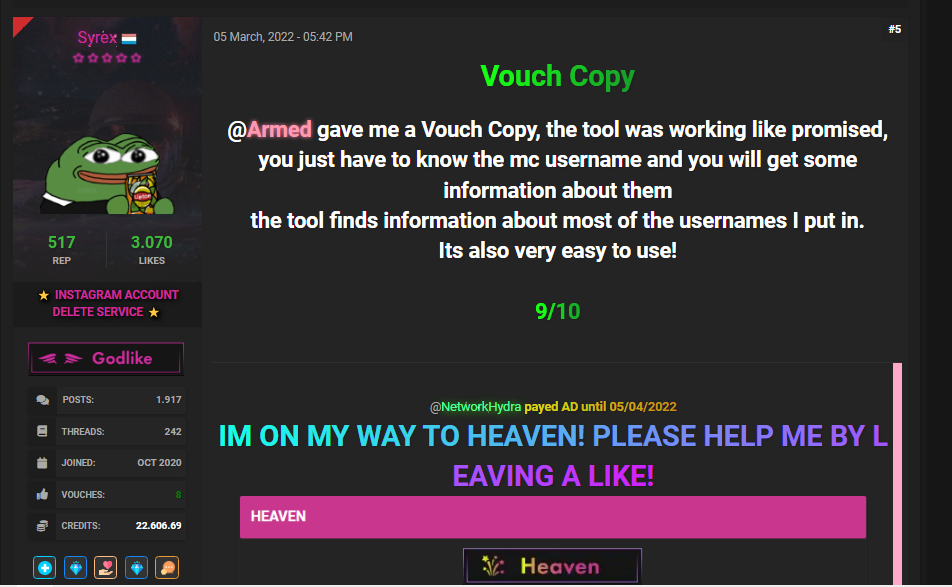 Syrex
05 March, 2022 - 05:42 PM
#5
Vouch Copy
@Armed gave me a Vouch Copy, the tool was working like promised,
you just have to know the mc username and you will get some
information about them
the tool finds information about most of the usernames I put in.
Its also very easy to use!
9/10
Lipton
517
REP
3.070
LIKES
INSTAGRAM ACCOUNT
DELETE SERVICE
Godlike
POSTS: 1.917
THREADS: 242
JOINED: OCT 2020
VOUCHES: 8
CREDITS: 22.606.69
@NetworkHydra payed AD until 05/04/2022
IM ON MY WAY TO HEAVEN! PLEASE HELP ME BY L
EAVING A LIKE!
HEAVEN
Heaven